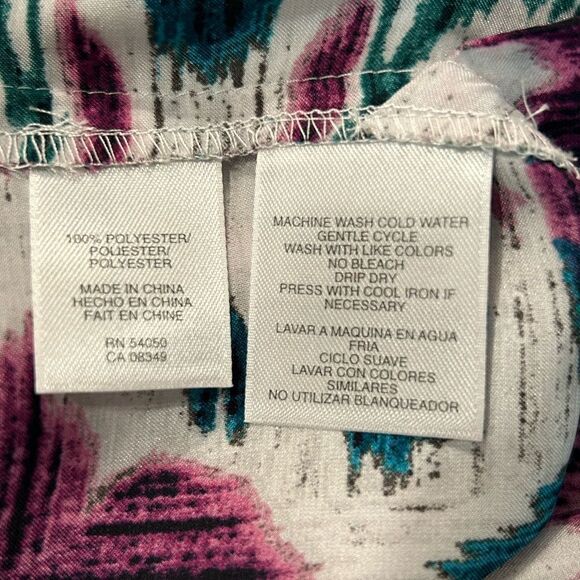 100% POLYESTER/
POLIESTER/
POLYESTER
MADE IN CHINA
HECHO EN CHINA
FAIT EN CHINE
RN 54050
CA 08349
MACHINE WASH COLD WATER
GENTLE CYCLE
WASH WITH LIKE COLORS
NO BLEACH
DRIP DRY
PRESS WITH COOL IRON IF
NECESSARY
LAVAR A MAQUINA EN AGUA
FRIA
CICLO SUAVE
LAVAR CON COLORES
SIMILARES
NO UTILIZAR BLANQUEADOR